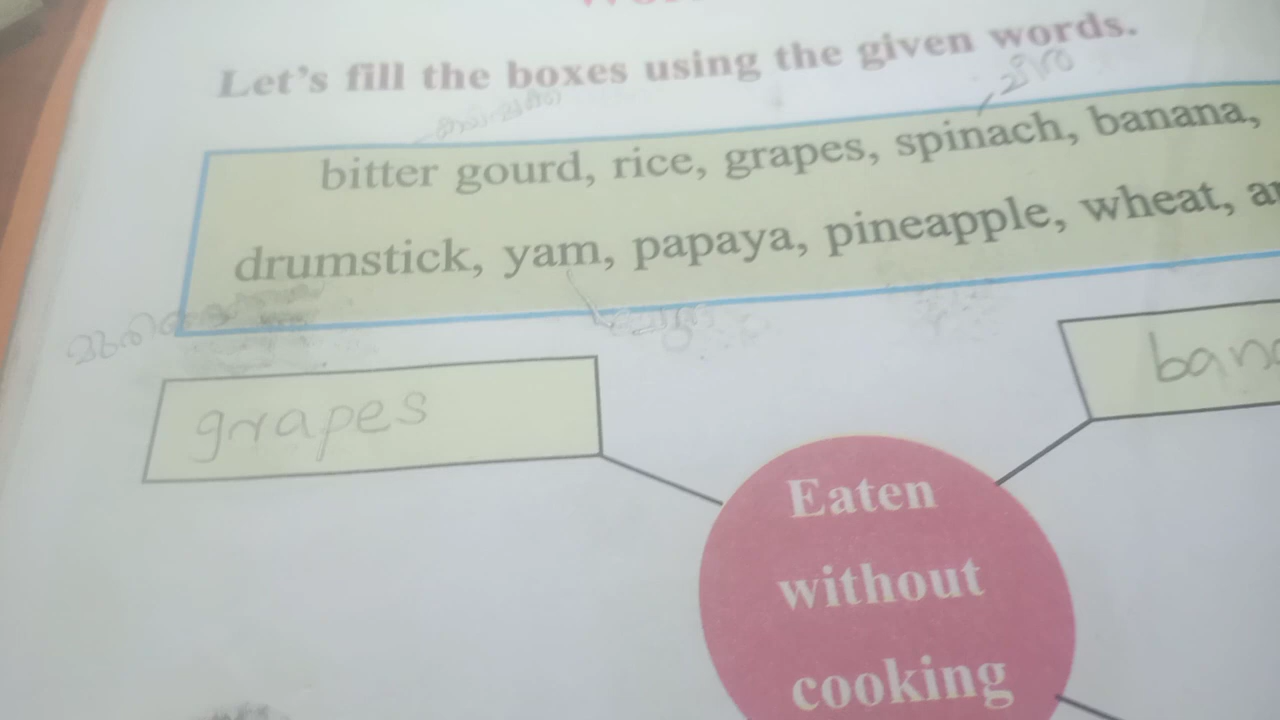 Let's fill the boxes using the given words.
bitter gourd, rice, grapes, spinach, banana,
drumstick, yam, papaya, pineapple, wheat,
grapes
Eaten
without
cooking